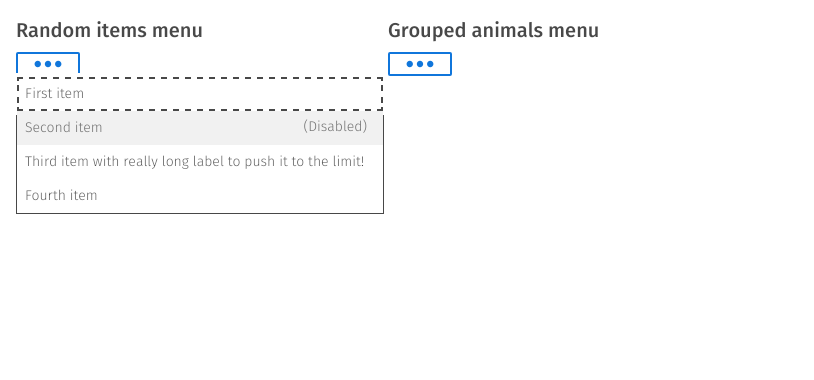 Random items menu
Grouped animals menu
First item
Second item (Disabled)
Third item with really long label to push it to the limit!
Fourth item